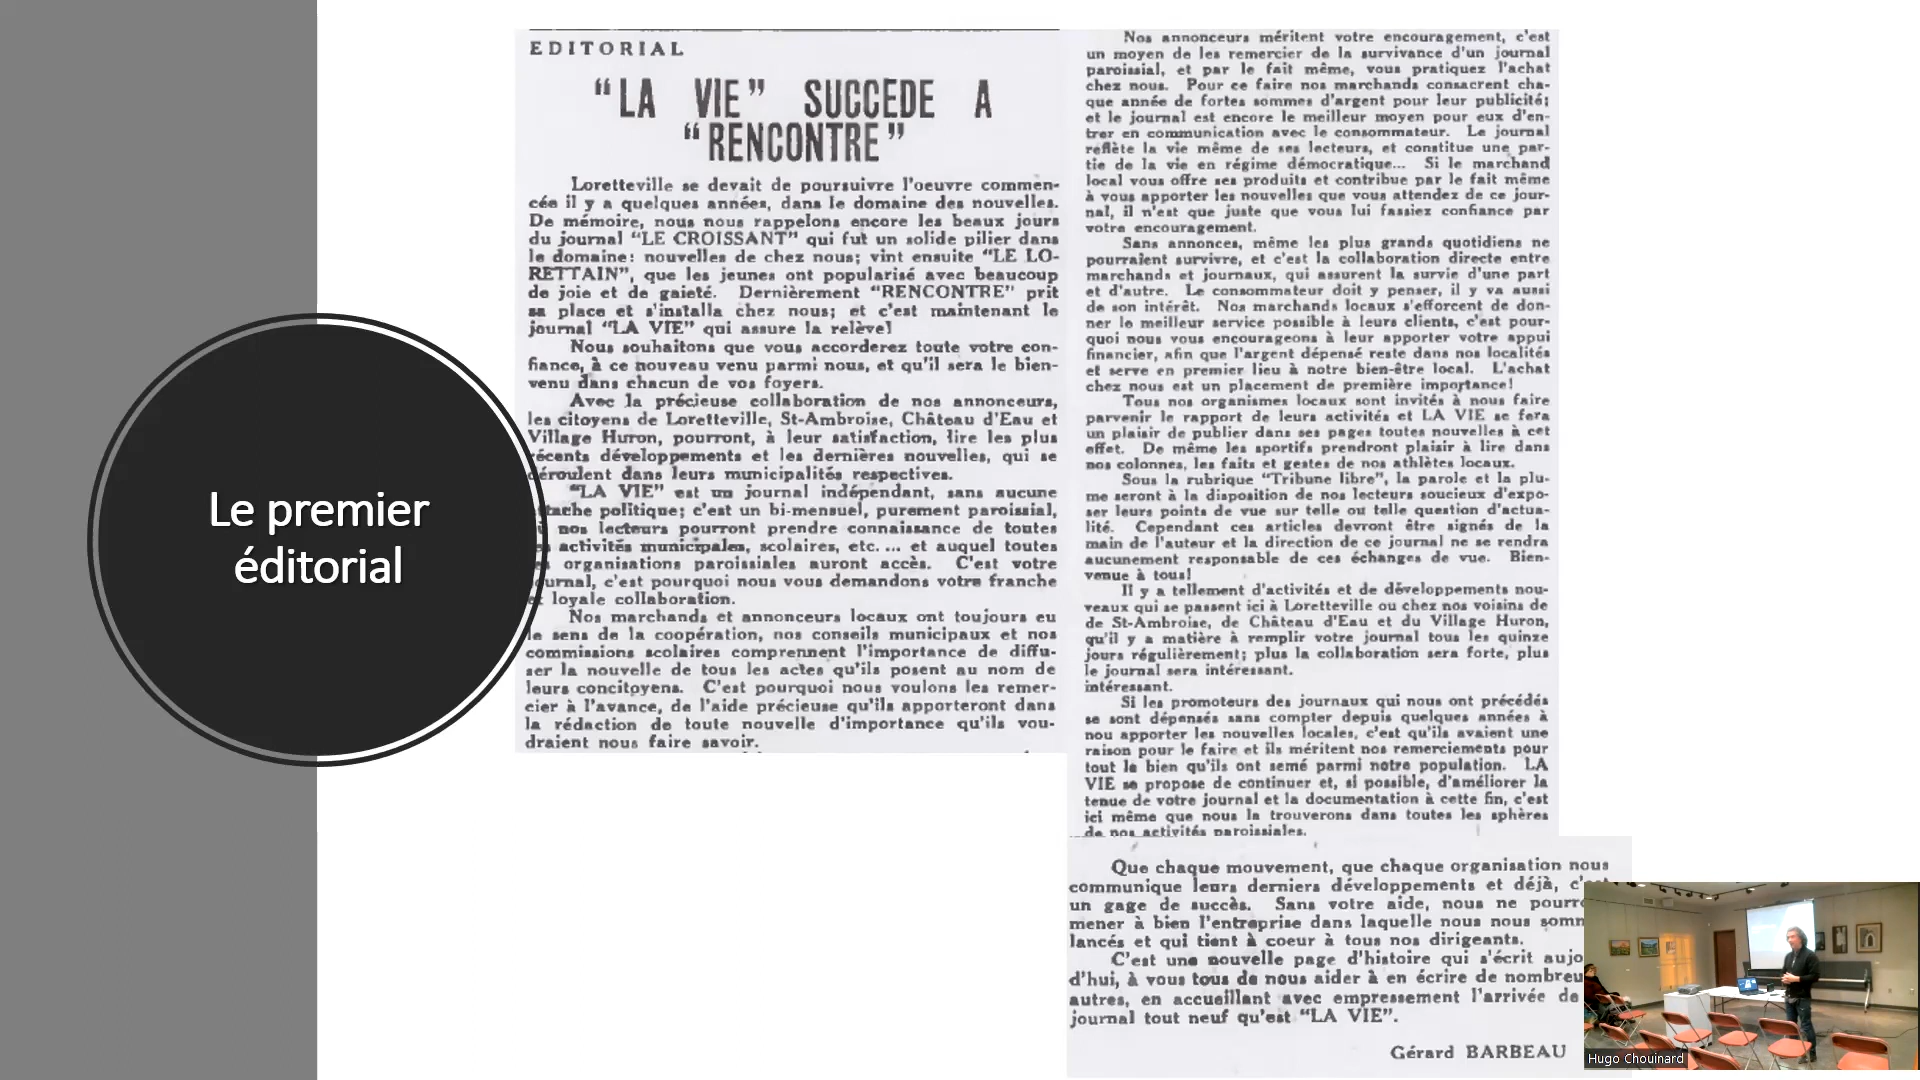 Le premier
éditorial
EDITORIAL
“LA VIE” SUCCEDE A
“RENCONTRE”
Loretteville se devait de poursuivre l'oeuvre commen-
cée il y a quelques années, dans le domaine des nouvelles.
De mémoire, nous nous rappelons encore les beaux jours
du journal “LE CROISSANT” qui fut un solide pilier dans
le domaine: nouvelles de chez nous; vint ensuite “LE LO-
RETTAIN”, que les jeunes ont popularisé avec beaucoup
de joie et de gaieté. Dernièrement “RENCONTRE” prit
sa place et s'installa chez nous; et c'est maintenant le
journal “LA VIE” qui assure la relève!
Nous souhaitons que vous accorderez toute votre con-
fiance, à ce nouveau venu parmi nous, et qu'il sera le bien-
venu dans chacun de vos foyers.
Avec la précieuse collaboration de nos annonceurs,
les citoyens de Loretteville, St-Ambroise, Château d'Eau et
Village Huron, pourront, à leur satisfaction, lire les plus
récents développements et les dernières nouvelles, qui se
déroulent dans leurs municipalités respectives.
“LA VIE” est un journal indépendant, sans aucune
politique; c'est un bi-mensuel, purement paroissial,
nos lecteurs pourront prendre connaissance de toutes
activités municipales, scolaires, etc. ... et auquel toutes
organisations paroissiales auront accès. C'est votre
journal, c'est pourquoi nous vous demandons votre franche
et loyale collaboration.
Nos marchands et annonceurs locaux ont toujours eu
le sens de la coopération, nos conseils municipaux et nos
commissions scolaires comprennent l'importance de diffu-
ser la nouvelle de tous les actes qu'ils posent au nom de
leurs concitoyens. C'est pourquoi nous voulons les remer-
cier à l'avance, de l'aide précieuse qu'ils apporteront dans
la rédaction de toute nouvelle d'importance qu'ils vou-
draient nous faire savoir.
Nos annonceurs méritent votre encouragement, c'est
un moyen de les remercier de la survivance d'un journal
paroissial, et par le fait même, vous pratiquez l'achat
chez nous. Pour ce faire nos marchands consacrent cha-
que année de fortes sommes d'argent pour leur publicité;
et le journal est encore le meilleur moyen pour eux d'en-
trer en communication avec le consommateur. Le journal
reflète la vie même de ses lecteurs, et constitue une par-
tie de la vie en régime démocratique... Si le marchand
local vous offre ses produits et contribue par le fait même
à vous apporter les nouvelles que vous attendez de ce jour-
nal, il n'est que juste que vous lui fassiez confiance par
votre encouragement.
Sans annonces, même les plus grands quotidiens ne
pourraient survivre, et c'est la collaboration directe entre
marchands et journaux, qui assurent la survie d'une part
et d'autre. Le consommateur doit y penser, il y va aussi
de son intérêt. Nos marchands locaux s'efforcent de don-
ner le meilleur service possible à leurs clients, c'est pour-
quoi nous vous encourageons à leur apporter votre appui
financier, afin que l'argent dépensé reste dans nos localités
et serve en premier lieu à notre bien-être local. L'achat
chez nous est un placement de première importance!
Tous nos organismes locaux sont invités à nous faire
parvenir le rapport de leurs activités et LA VIE se fera
un plaisir de publier dans ses pages toutes nouvelles à cet
effet. De même les sportifs prendront plaisir à lire dans
nos colonnes, les faits et gestes de nos athlètes locaux.
Sous la rubrique “Tribune libre”, la parole et la plu-
me seront à la disposition de nos lecteurs soucieux d'expo-
ser leurs points de vue sur telle ou telle question d'actua-
lité. Cependant ces articles devront être signés de la
main de l'auteur et la direction de ce journal ne se rendra
aucunement responsable de ces échanges de vue. Bien-
venue à tous!
Il y a tellement d'activités et de développements nou-
veaux qui se passent ici à Loretteville ou chez nos voisins de
de St-Ambroise, de Château d'Eau et du Village Huron,
qu'il y a matière à remplir votre journal tous les quinze
jours régulièrement; plus la collaboration sera forte, plus
le journal sera intéressant.
intéressant.
Si les promoteurs des journaux qui nous ont précédés
se sont dépensés sans compter depuis quelques années à
nou apporter les nouvelles locales, c'est qu'ils avaient une
raison pour le faire et ils méritent nos remerciements pour
tout le bien qu'ils ont semé parmi notre population. LA
VIE se propose de continuer et, si possible, d'améliorer la
tenue de votre journal et la documentation à cette fin, c'est
ici même que nous la trouverons dans toutes les sphères
de nos activités paroissiales.
Que chaque mouvement, que chaque organisation nous
communique leurs derniers développements et déjà, c'est
un gage de succès. Sans votre aide, nous ne
mener à bien l'entreprise dans laquelle nous nous
lancés et qui tient à coeur à tous nos dirigeants.
C'est une nouvelle page d'histoire qui s'écrit
d'hui, à vous tous de nous aider à en écrire de
autres, en accueillant avec empressement l'arrivée de
journal tout neuf qu'est “LA VIE”.
Gérard BARBEAU
Hugo Chouinard